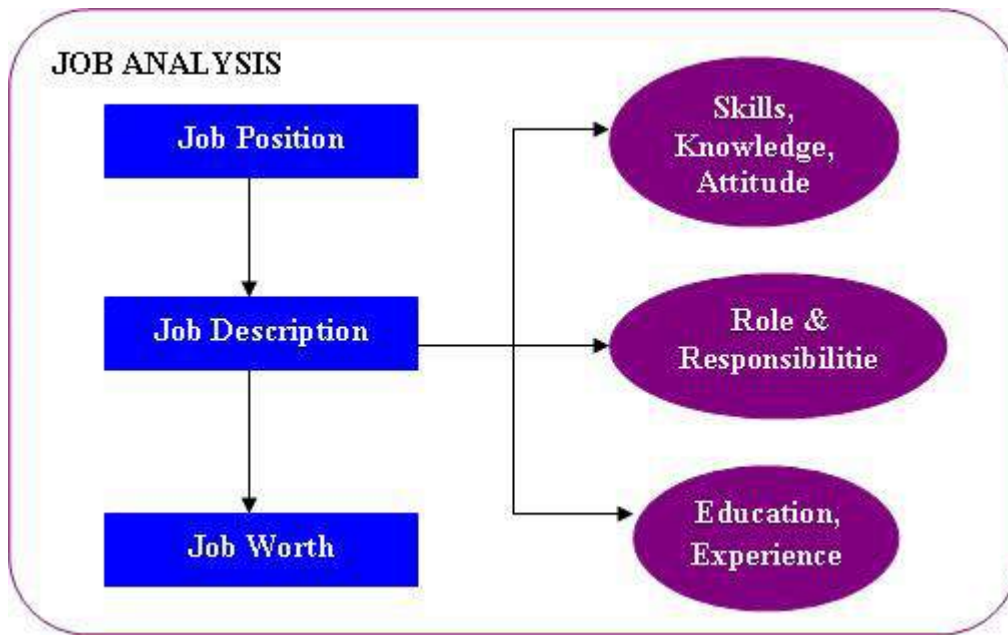 JOB ANALYSIS
Job Position
Skills,
Knowledge,
Attitude
Job Description
Role &
Responsibilitie
Job Worth
Education,
Experience